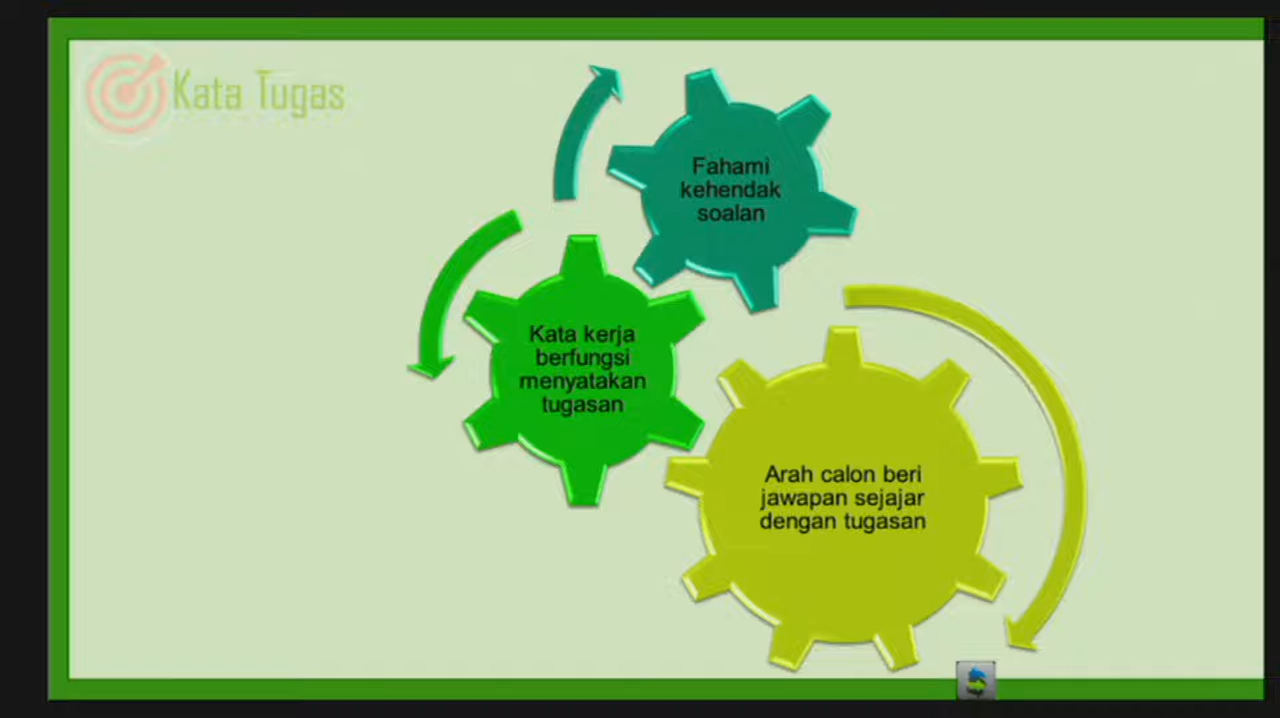 Kata Tugas
Fahami
kehendak
soalan
Kata kerja
berfungsi
menyatakan
tugasan
Arah calon beri
jawapan sejajar
dengan tugasan